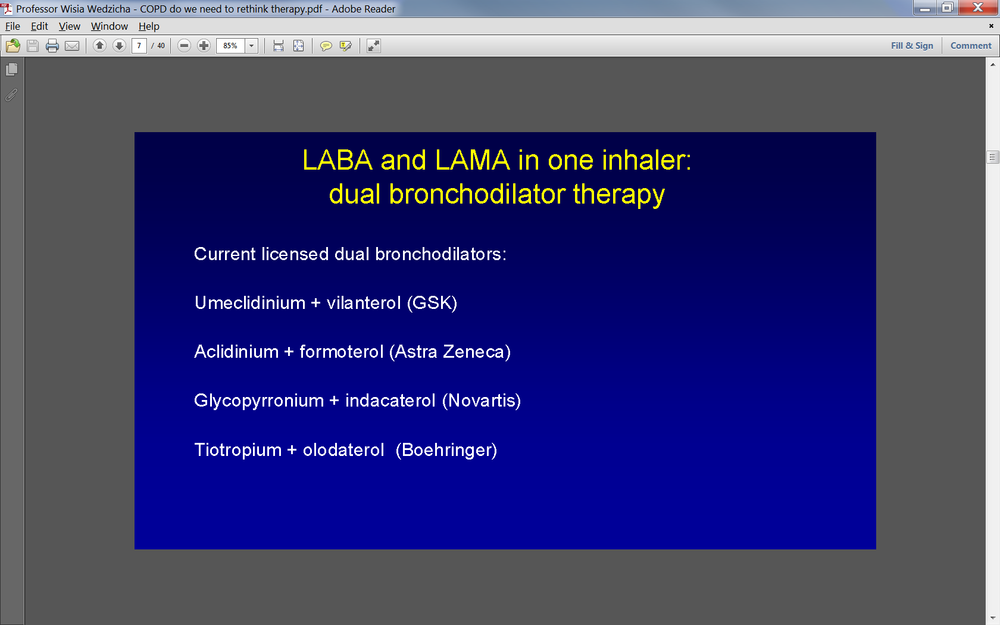 Professor Wisia Wedzicha - COPD do we need to rethink therapy.pdf - Adobe Reader
File Edit View Window Help
7 / 40 85% Fill & Sign Comment
LABA and LAMA in one inhaler:
dual bronchodilator therapy
Current licensed dual bronchodilators:
Umeclidinium + vilanterol (GSK)
Aclidinium + formoterol (Astra Zeneca)
Glycopyrronium + indacaterol (Novartis)
Tiotropium + olodaterol  (Boehringer)